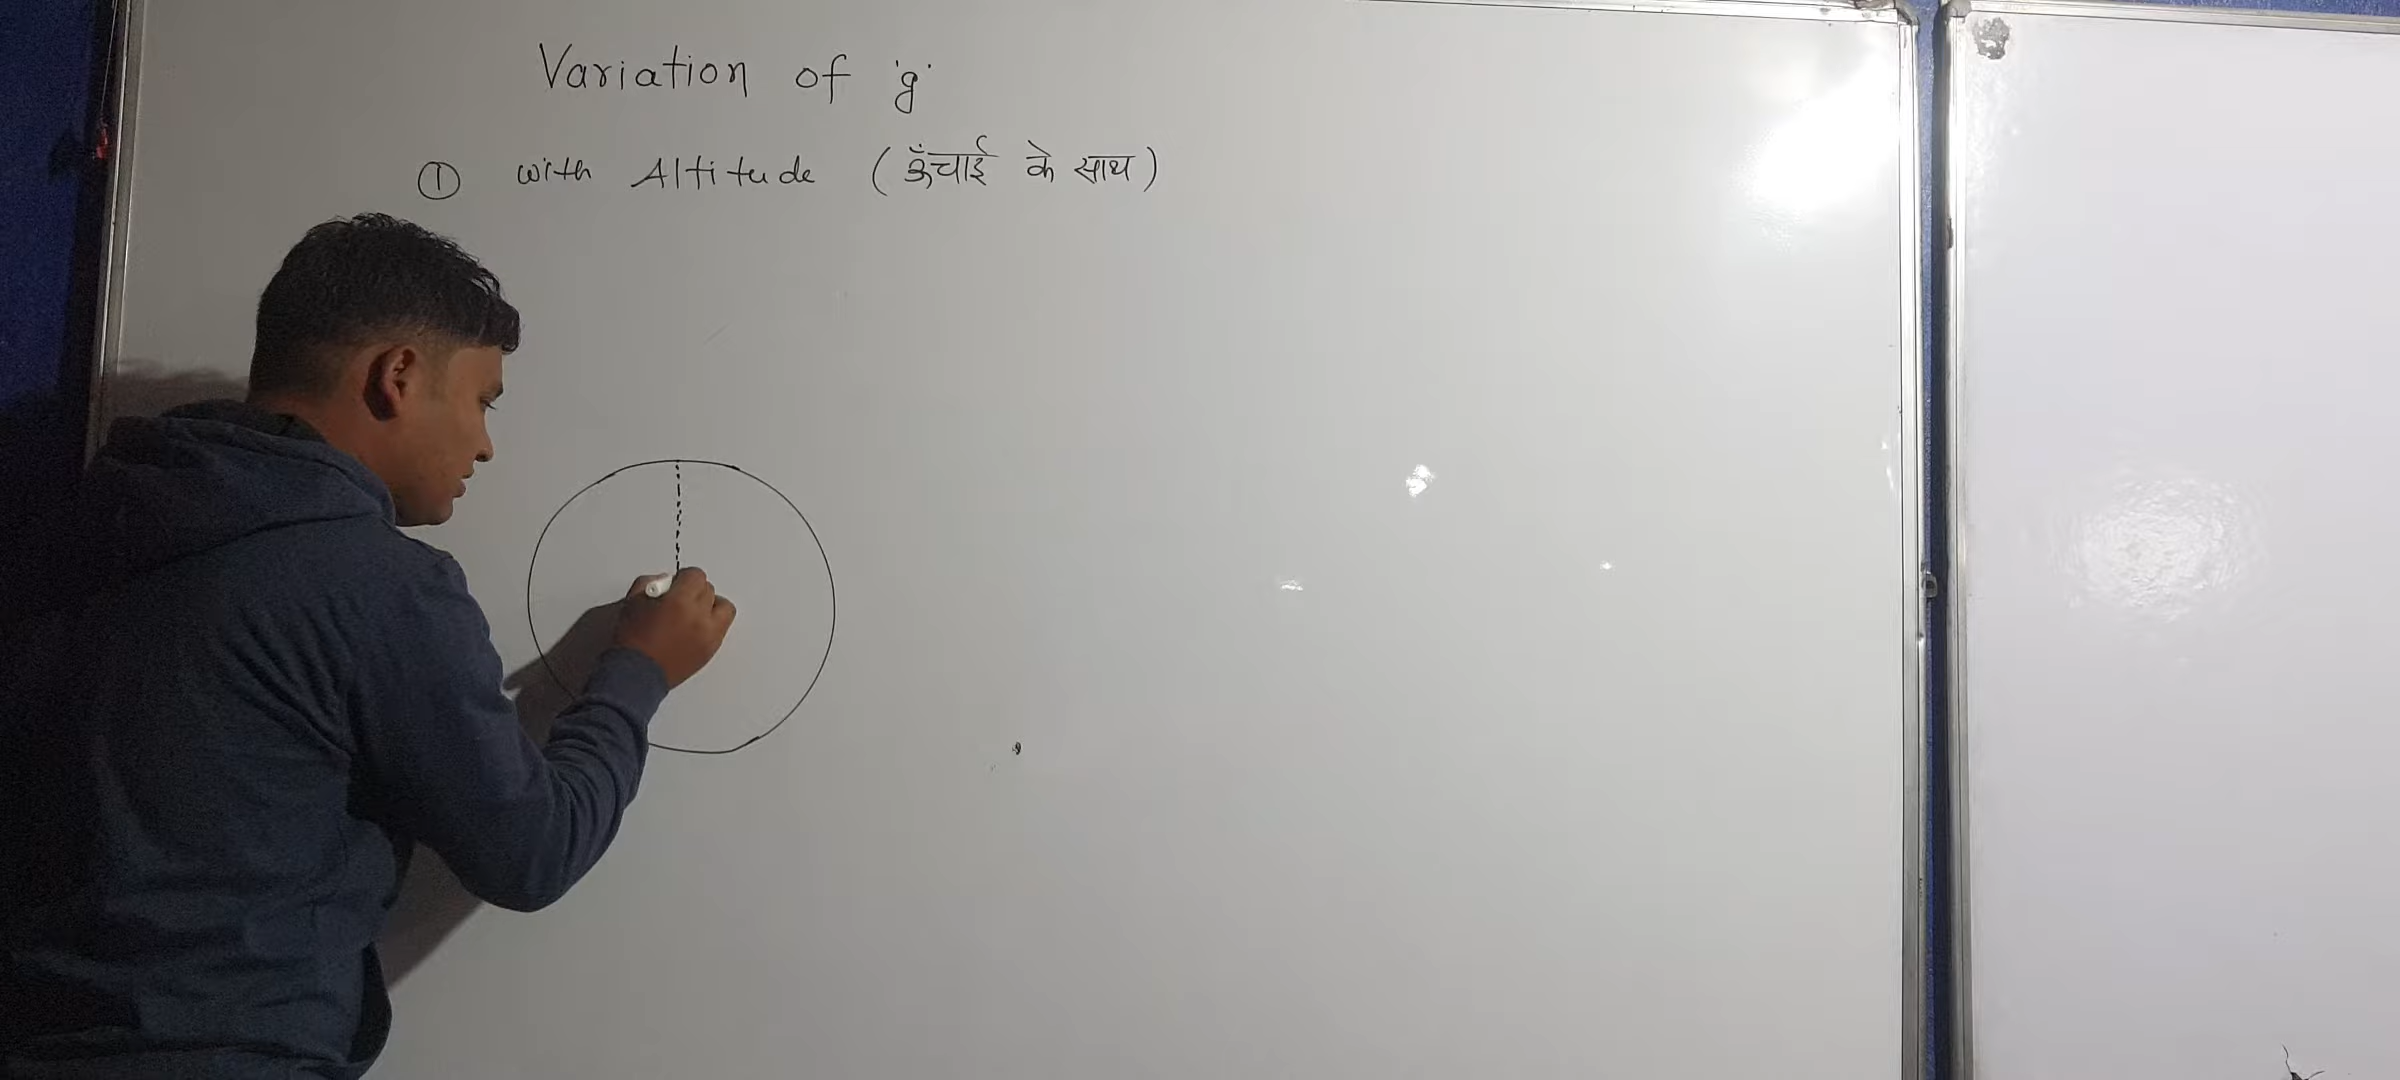 Variation of 'g'
① with Altitude (ऊँचाई के साथ)